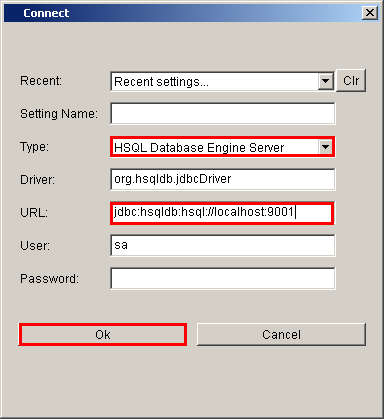 Connect
Recent: Recent settings... Clr
Setting Name:
Type: HSQL Database Engine Server
Driver: org.hsqldb.jdbcDriver
URL: jdbc:hsqldb:hsql://localhost:9001
User: sa
Password:
Ok Cancel